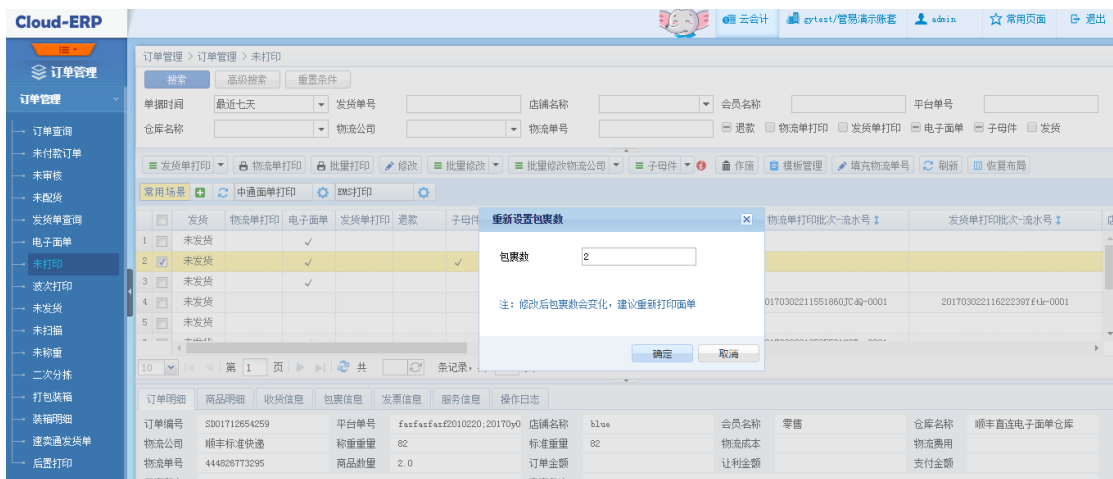 Cloud-ERP
云会计 gytest/管易演示账套 admin 常用页面 退出
订单管理
订单管理
订单查询
未付款订单
未审核
未配货
发货单查询
电子面单
未打印
波次打印
未发货
未扫描
未称重
二次分拣
打包装箱
装箱明细
速卖通发货单
后置打印
订单管理 > 订单管理 > 未打印
搜索 高级搜索 重置条件
单据时间 最近七天 发货单号 店铺名称 会员名称 平台单号
仓库名称 物流公司 物流单号 退款 物流单打印 发货单打印 电子面单 子母件 发货
发货单打印 物流单打印 批量打印 修改 批量修改 批量修改物流公司 子母件 作废 模板管理 填充物流单号 刷新 恢复布局
常用场景 中通面单打印 EMS打印
发货 物流单打印 电子面单 发货单打印 退款 子母件 物流单打印批次-流水号 发货单打印批次-流水号
1 未发货
2 未发货
3 未发货
4 未发货 20170302211622239Yftk-0001
5 未发货
重新设置包裹数
包裹数 2
注：修改后包裹数会变化，建议重新打印面单
确定 取消
10 第 1 页 共 条记录，
订单明细 商品明细 收货信息 包裹信息 发票信息 服务信息 操作日志
订单编号 SD01712654259 平台单号 fasfasfasf2010220;20170y0 店铺名称 blue 会员名称 零售 仓库名称 顺丰直连电子面单仓库
物流公司 顺丰标准快递 称重重量 82 标准重量 82 物流成本 物流费用
物流单号 444826773295 商品数量 2.0 订单金额 让利金额 支付金额